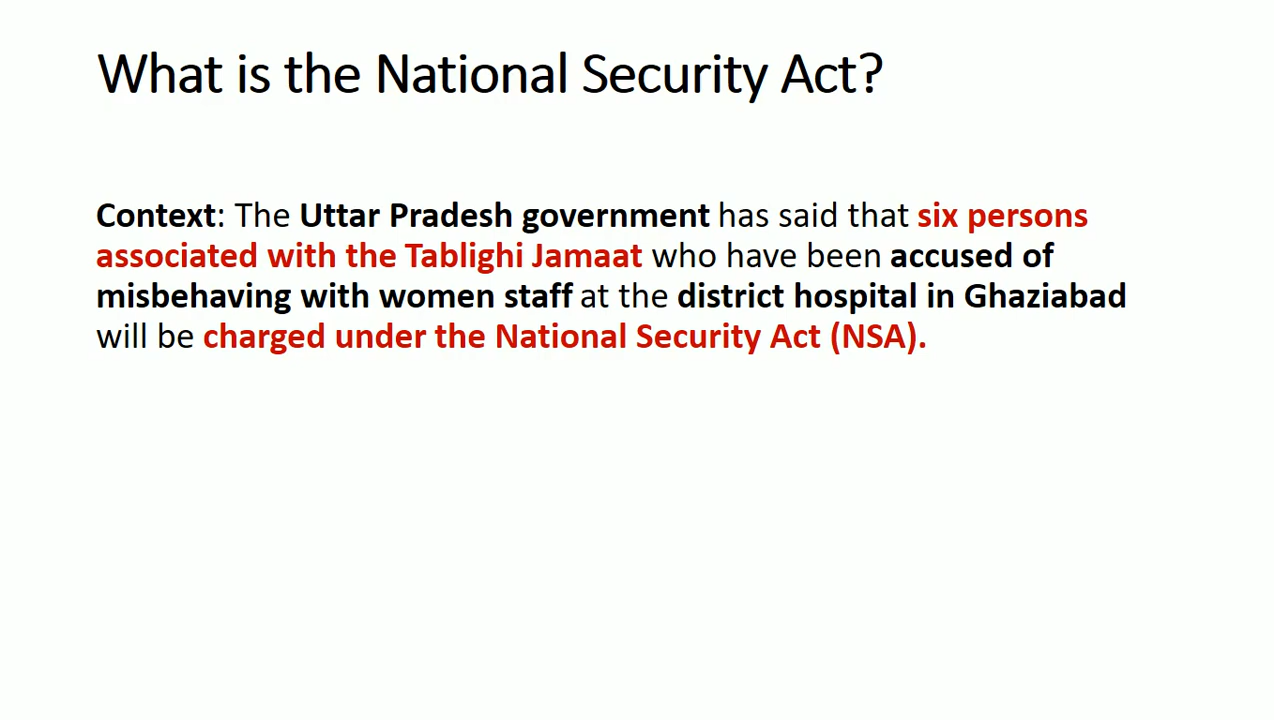 What is the National Security Act?
Context: The Uttar Pradesh government has said that six persons
associated with the Tablighi Jamaat who have been accused of
misbehaving with women staff at the district hospital in Ghaziabad
will be charged under the National Security Act (NSA).